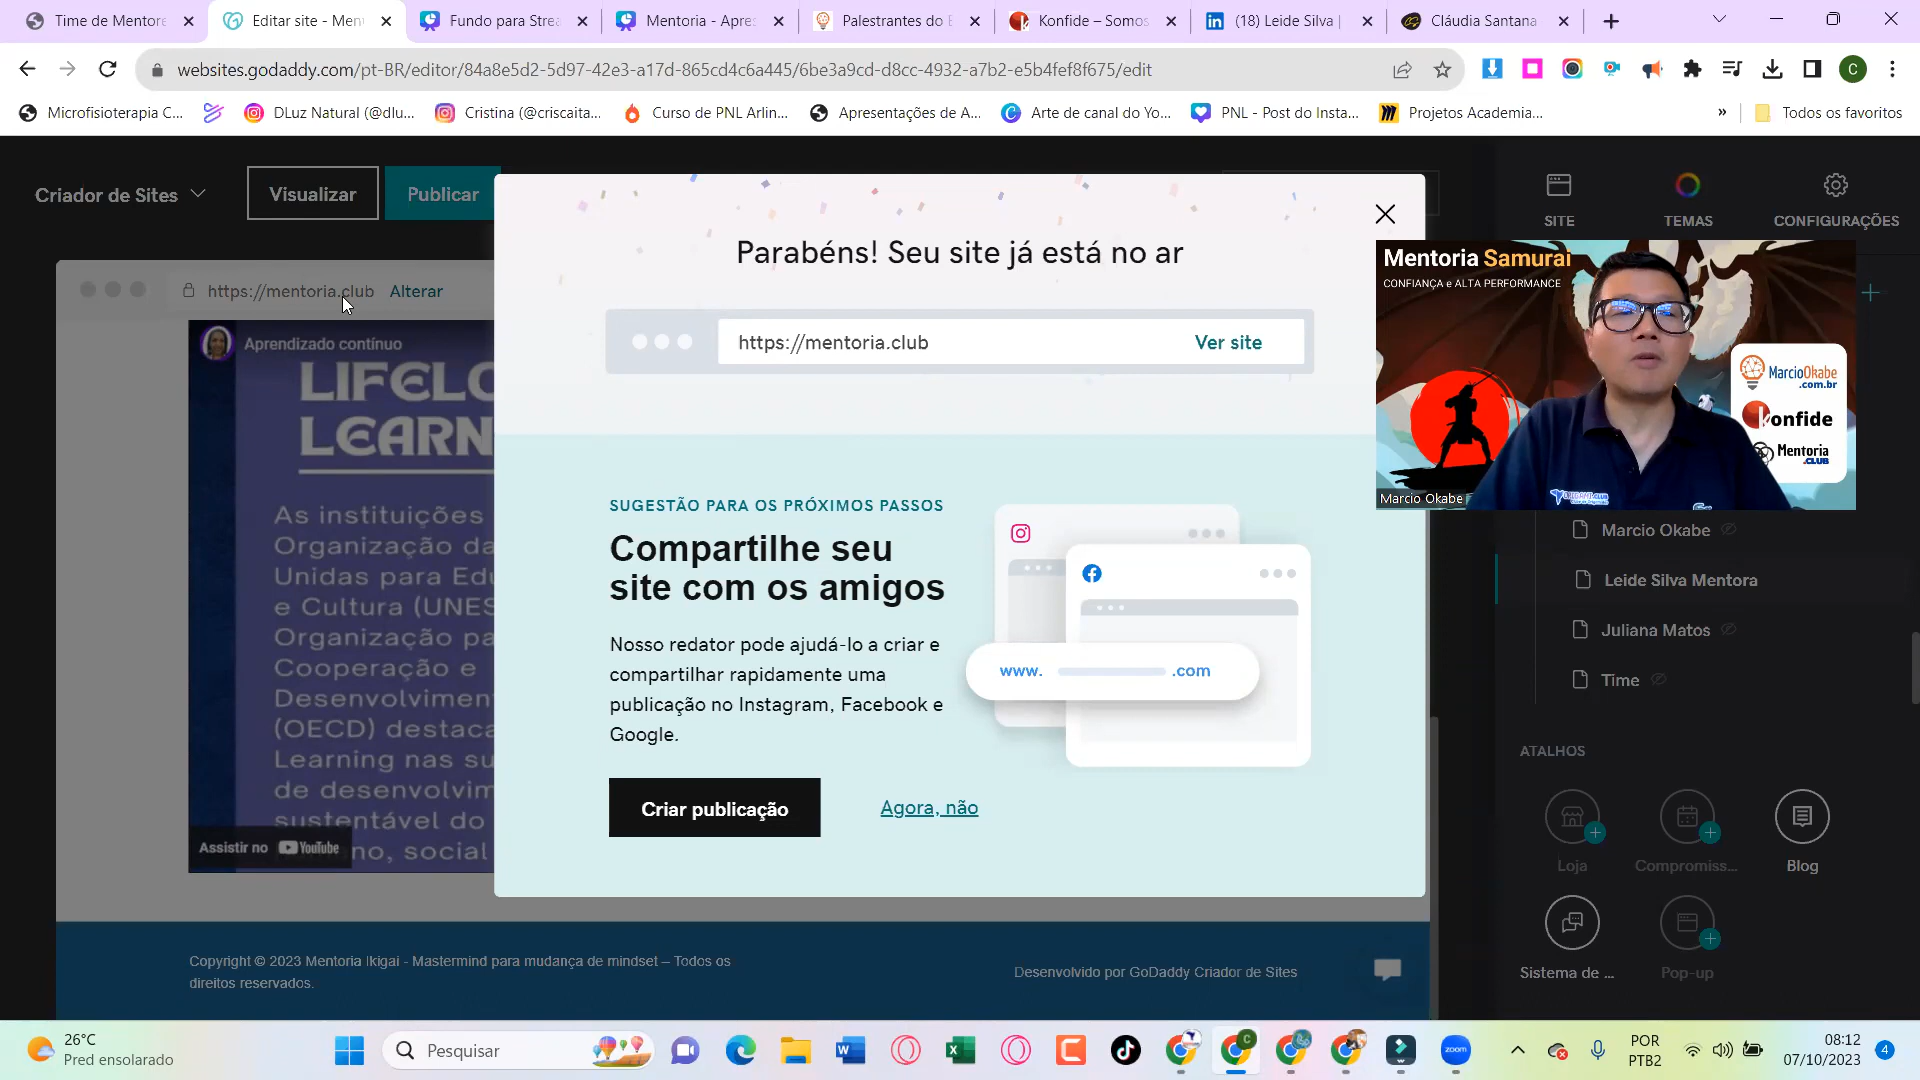 Time de Mentore
Editar site - Men
Fundo para Strea
Mentoria - Apres
Palestrantes do E
Konfide – Somos
(18) Leide Silva |
Cláudia Santana
websites.godaddy.com/pt-BR/editor/84a8e5d2-5d97-42e3-a17d-865cd4c6a445/6be3a9cd-d8cc-4932-a7b2-e5b4fef8f675/edit
C
Microfisioterapia C...
DLuz Natural (@dlu...
Cristina (@criscaita...
Curso de PNL Arlin...
Apresentações de A...
Arte de canal do Yo...
PNL - Post do Insta...
Projetos Academia...
»
Todos os favoritos
Criador de Sites
Visualizar
Publicar
SITE
TEMAS
CONFIGURAÇÕES
https://mentoria.club
Alterar
Parabéns! Seu site já está no ar
https://mentoria.club
Ver site
Mentoria Samurai
CONFIANÇA e ALTA PERFORMANCE
MarcioOkabe
.com.br
Konfide
Mentoria
.CLUB
Marcio Okabe
Aprendizado contínuo
LIFELO
LEARN
As instituições
Organização da
Unidas para Edu
e Cultura (UNES
Organização pa
Cooperação e
Desenvolvimen
(OECD) destaca
Learning nas su
de desenvolvim
sustentável do
no, social
Assistir no YouTube
SUGESTÃO PARA OS PRÓXIMOS PASSOS
Compartilhe seu
site com os amigos
Nosso redator pode ajudá-lo a criar e
compartilhar rapidamente uma
publicação no Instagram, Facebook e
Google.
Criar publicação
Agora, não
www. .com
Marcio Okabe
Leide Silva Mentora
Juliana Matos
Time
ATALHOS
Loja
Compromiss...
Blog
Sistema de ...
Pop-up
Copyright © 2023 Mentoria Ikigai - Mastermind para mudança de mindset – Todos os
direitos reservados.
Desenvolvido por GoDaddy Criador de Sites
26°C
Pred ensolarado
Pesquisar
zoom
POR
PTB2
08:12
07/10/2023
4